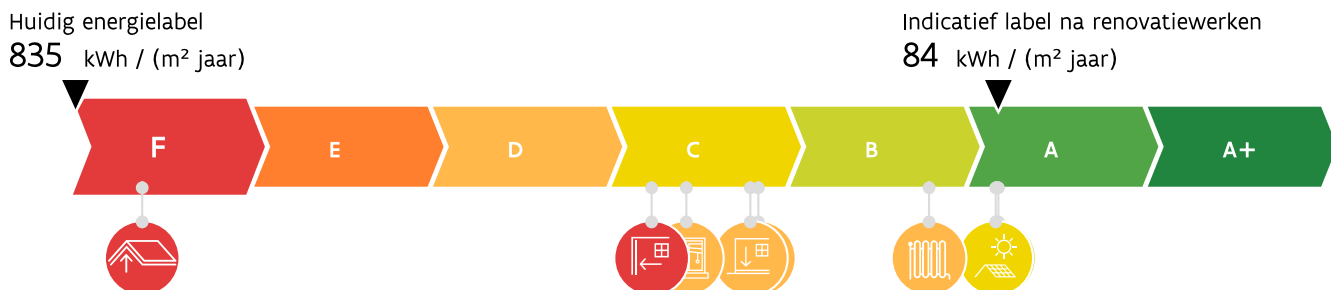 Huidig energielabel
835 kWh / (m² jaar)
Indicatief label na renovatiewerken
84 kWh / (m² jaar)
F E D C B A A+